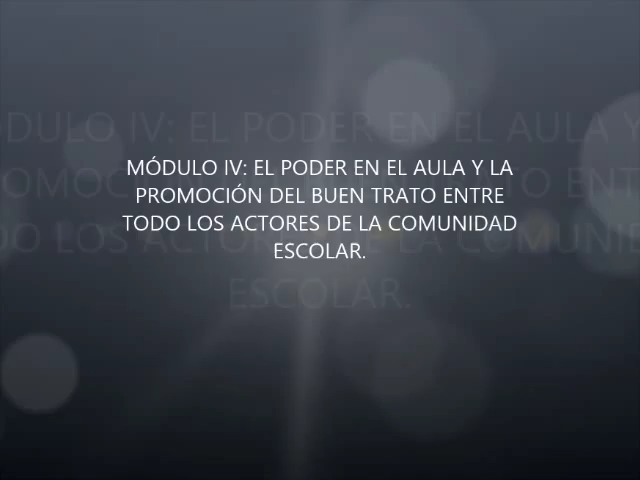 MÓDULO IV: EL PODER EN EL AULA Y LA
PROMOCIÓN DEL BUEN TRATO ENTRE
TODO LOS ACTORES DE LA COMUNIDAD
ESCOLAR.